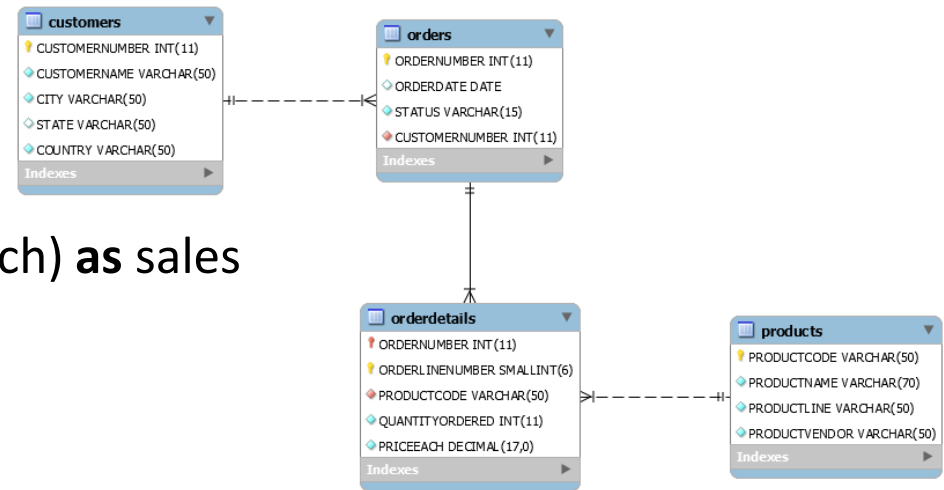 customers
CUSTOMERNUMBER INT(11)
CUSTOMERNAME VARCHAR(50)
CITY VARCHAR(50)
STATE VARCHAR(50)
COUNTRY VARCHAR(50)
Indexes
orders
ORDERNUMBER INT(11)
ORDERDATE DATE
STATUS VARCHAR(15)
CUSTOMERNUMBER INT(11)
Indexes
ch) as sales
orderdetails
ORDERNUMBER INT(11)
ORDERLINENUMBER SMALLINT(6)
PRODUCTCODE VARCHAR(50)
QUANTITYORDERED INT(11)
PRICEEACH DECIMAL(17,0)
Indexes
products
PRODUCTCODE VARCHAR(50)
PRODUCTNAME VARCHAR(70)
PRODUCTLINE VARCHAR(50)
PRODUCTVENDOR VARCHAR(50)
Indexes